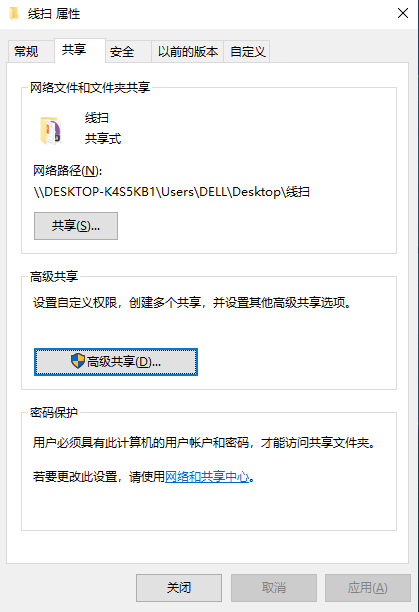 线扫 属性
常规 共享 安全 以前的版本 自定义
网络文件和文件夹共享
线扫
共享式
网络路径(N):
\\DESKTOP-K4S5KB1\Users\DELL\Desktop\线扫
共享(S)...
高级共享
设置自定义权限，创建多个共享，并设置其他高级共享选项。
高级共享(D)...
密码保护
用户必须具有此计算机的用户帐户和密码，才能访问共享文件夹。
若要更改此设置，请使用网络和共享中心。
关闭 取消 应用(A)